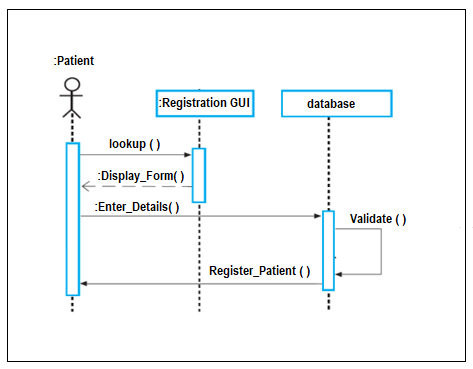 :Patient
:Registration GUI
database
lookup ( )
:Display_Form( )
:Enter_Details( )
Validate ( )
Register_Patient ( )